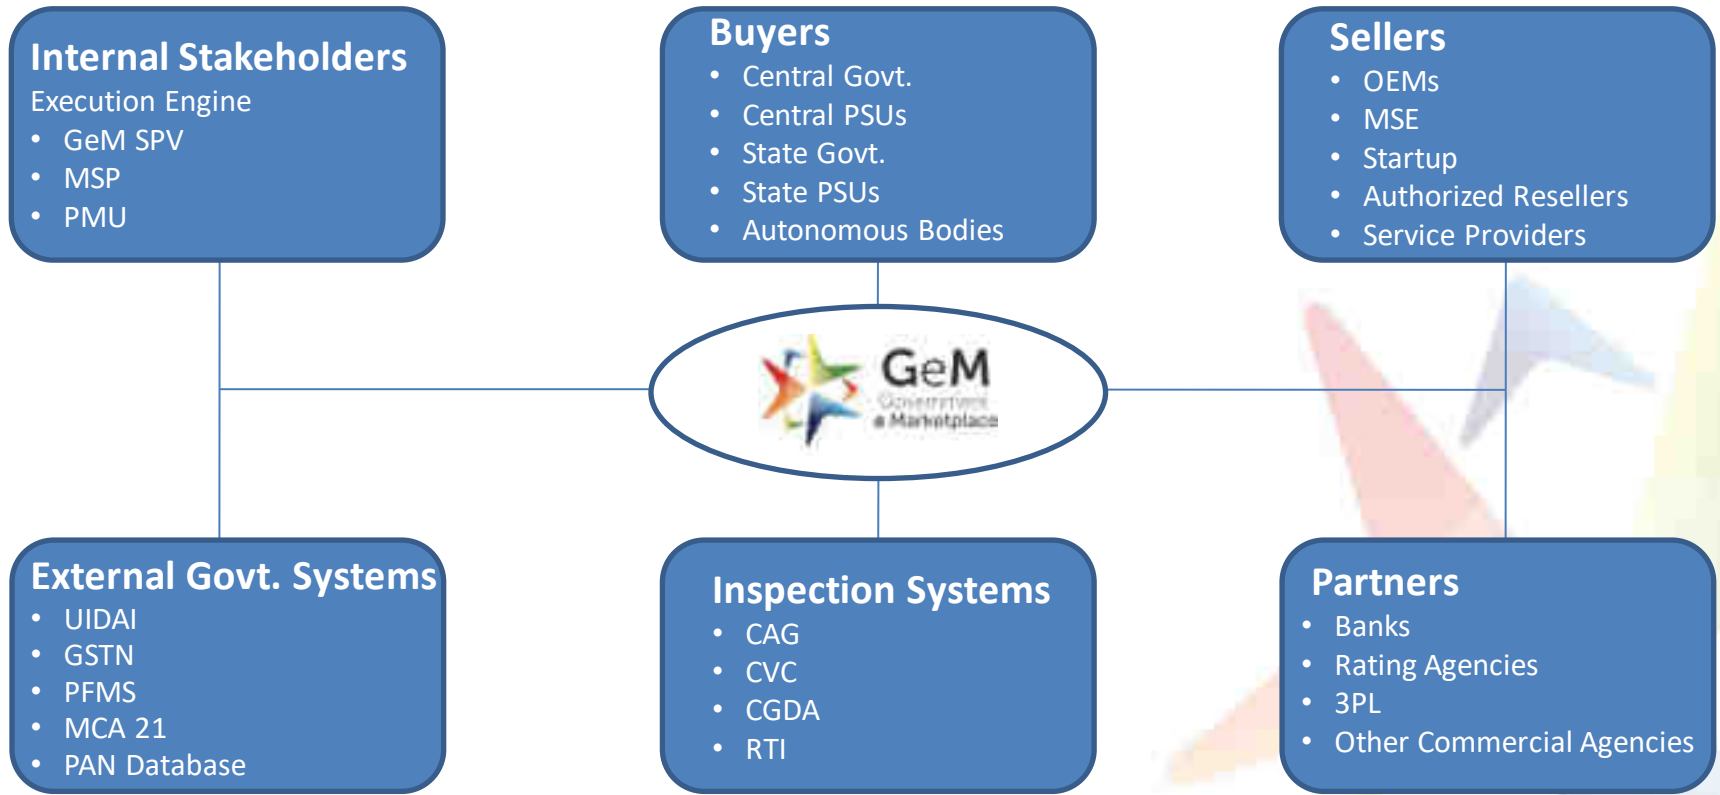 Internal Stakeholders
Execution Engine
• GeM SPV
• MSP
• PMU
Buyers
• Central Govt.
• Central PSUs
• State Govt.
• State PSUs
• Autonomous Bodies
Sellers
• OEMs
• MSE
• Startup
• Authorized Resellers
• Service Providers
GeM
Government
e Marketplace
External Govt. Systems
• UIDAI
• GSTN
• PFMS
• MCA 21
• PAN Database
Inspection Systems
• CAG
• CVC
• CGDA
• RTI
Partners
• Banks
• Rating Agencies
• 3PL
• Other Commercial Agencies